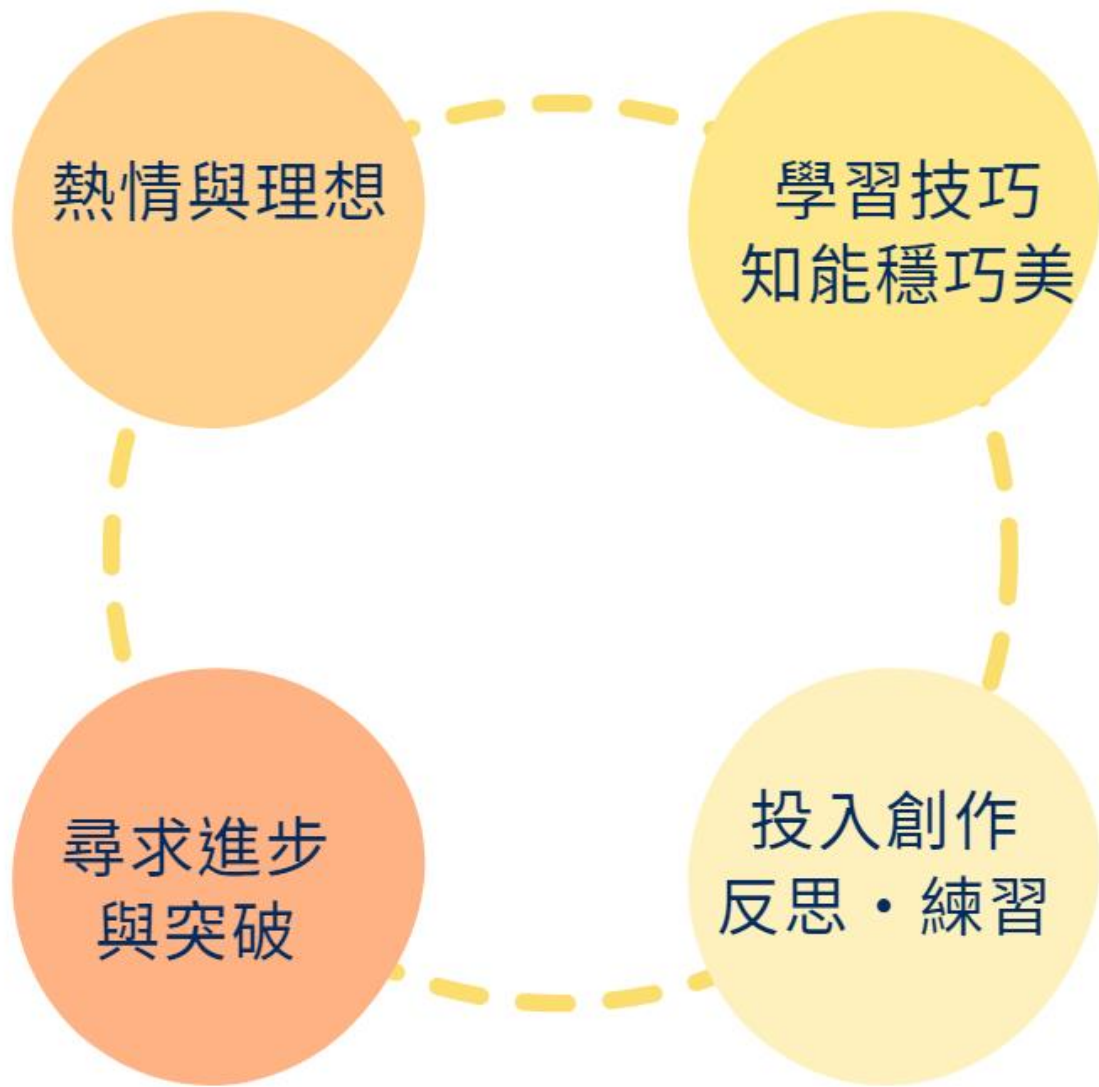 熱情與理想
學習技巧
知能穩巧美
投入創作
反思・練習
尋求進步
與突破